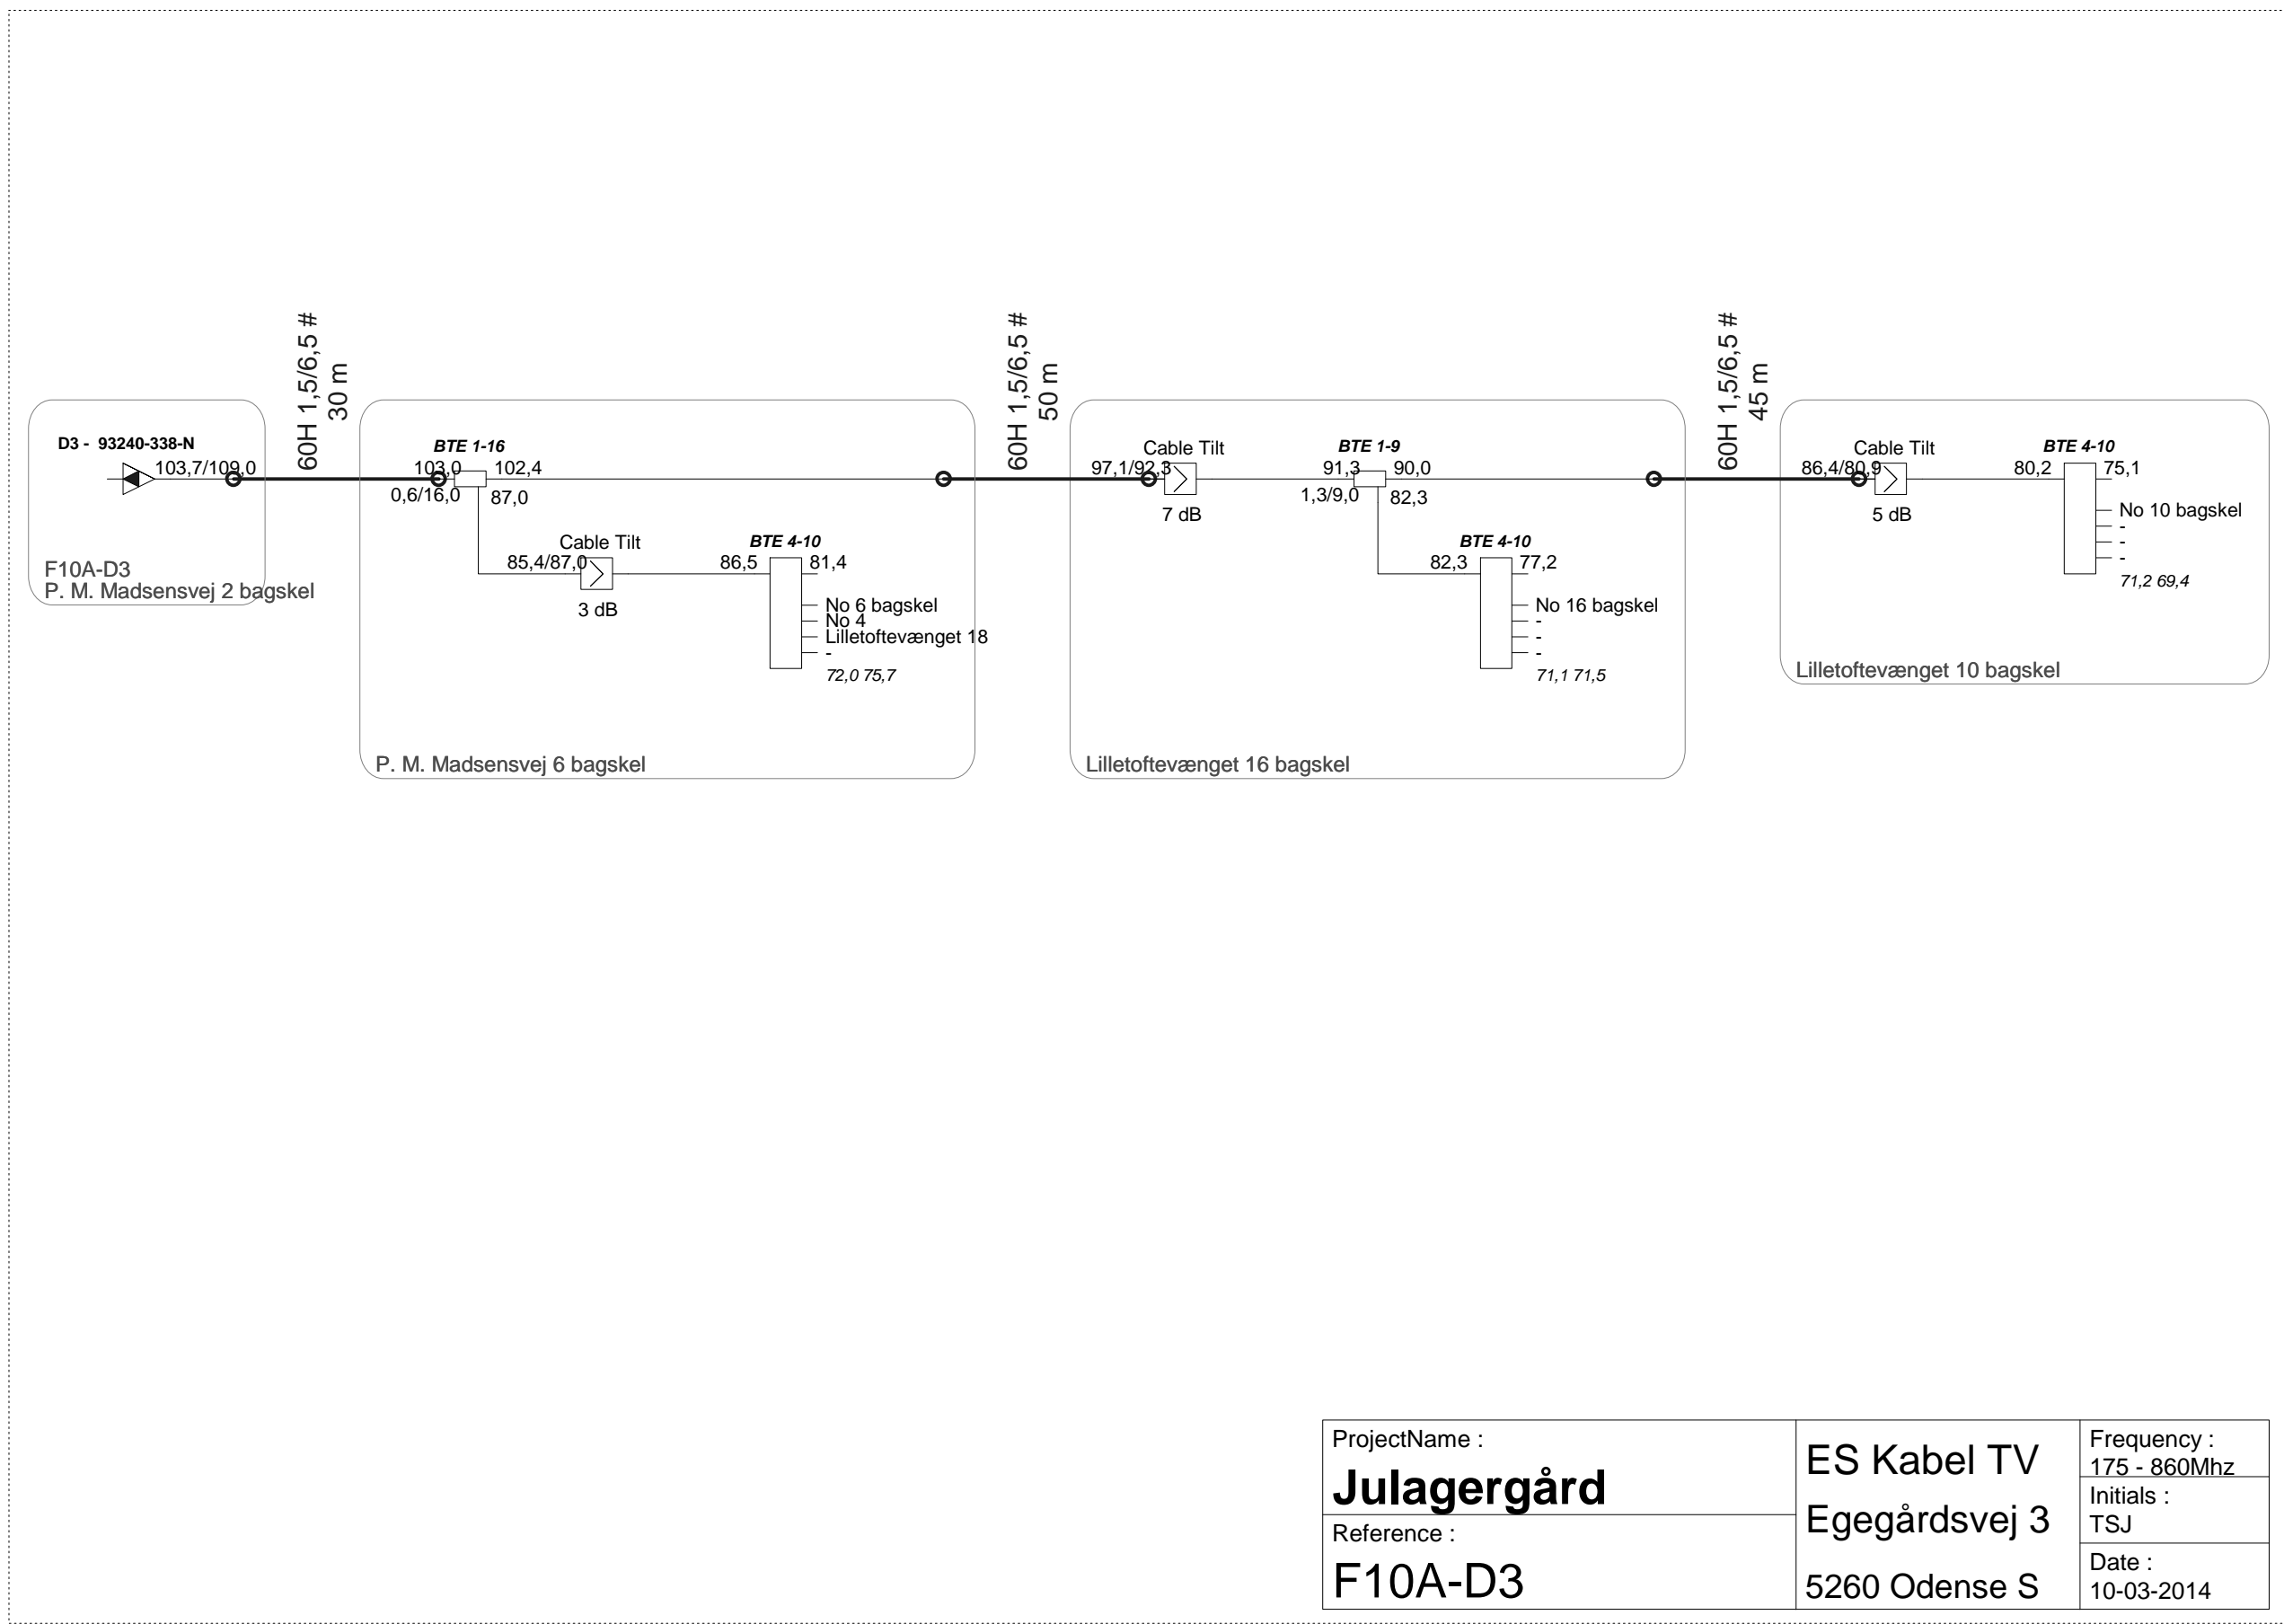 60H 1,5/6,5 #
30 m
60H 1,5/6,5 #
50 m
60H 1,5/6,5 #
45 m
D3 - 93240-338-N
103,7/109,0
F10A-D3
P. M. Madsensvej 2 bagskel
BTE 1-16
103,0
102,4
0,6/16,0
87,0
Cable Tilt
85,4/87,0
3 dB
BTE 4-10
86,5
81,4
No 6 bagskel
No 4
Lilletoftevænget 18
-
72,0 75,7
P. M. Madsensvej 6 bagskel
Cable Tilt
97,1/92,3
7 dB
BTE 1-9
91,3
90,0
1,3/9,0
82,3
BTE 4-10
82,3
77,2
No 16 bagskel
-
-
-
71,1 71,5
Lilletoftevænget 16 bagskel
Cable Tilt
86,4/80,9
5 dB
BTE 4-10
80,2
75,1
No 10 bagskel
-
-
-
71,2 69,4
Lilletoftevænget 10 bagskel
ProjectName :
Julagergård
Reference :
F10A-D3
ES Kabel TV
Egegårdsvej 3
5260 Odense S
Frequency :
175 - 860Mhz
Initials :
TSJ
Date :
10-03-2014